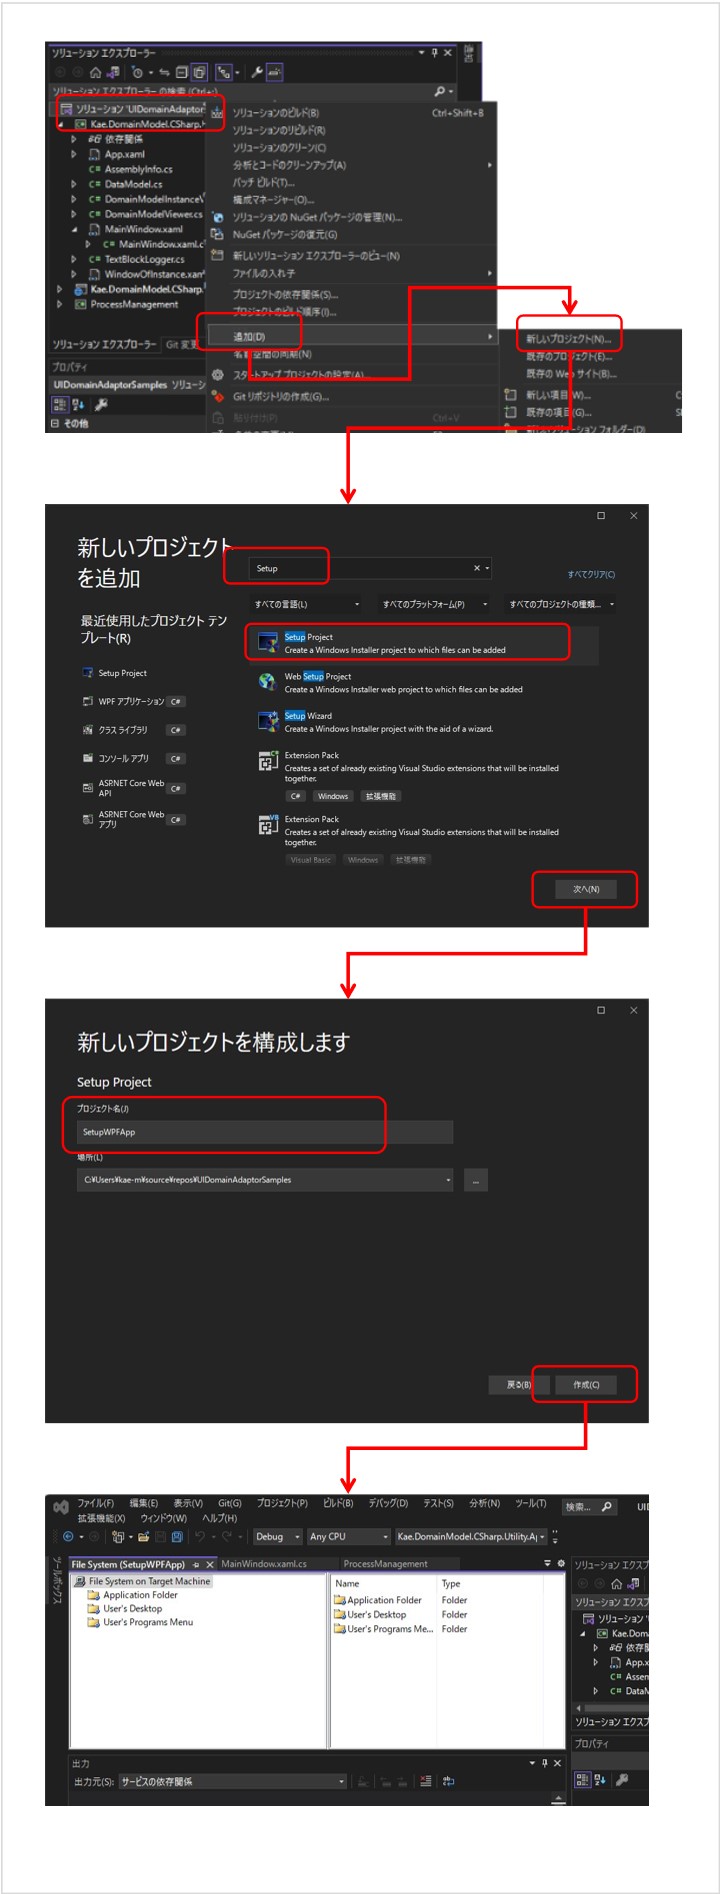 ソリューション エクスプローラー
ソリューション エクスプローラー の検索 (Ctrl+;)
ソリューション 'UIDomainAdaptor
Kae.DomainModel.CSharp.
依存関係
App.xaml
C# AssemblyInfo.cs
C# DataModel.cs
C# DomainModelInstance
C# DomainModelViewer.cs
MainWindow.xaml
C# MainWindow.xaml.c
C# TextBlockLogger.cs
WindowOfInstance.xam
Kae.DomainModel.CSharp.
ProcessManagement
ソリューション エクスプローラー Git 変更
プロパティ
UIDomainAdaptorSamples ソリューシ
その他
ソリューションのビルド(B) Ctrl+Shift+B
ソリューションのリビルド(R)
ソリューションのクリーン(C)
分析とコードのクリーンアップ(A)
バッチ ビルド(T)...
構成マネージャー(O)...
ソリューションの NuGet パッケージの管理(N)...
NuGet パッケージの復元(G)
新しいソリューション エクスプローラーのビュー(N)
ファイルの入れ子
プロジェクトの依存関係(S)...
プロジェクトのビルド順序(I)...
追加(D)
名前空間の同期(N)
スタートアップ プロジェクトの設定(A)...
Git リポジトリの作成(G)...
貼り付け(P) Ctrl+V
新しいプロジェクト(N)...
既存のプロジェクト(E)...
既存の Web サイト(B)...
新しい項目(W)...
既存の項目(G)...
新しいソリューション フォルダー(D)
新しいプロジェクト
を追加
Setup
すべてクリア(C)
すべての言語(L) すべてのプラットフォーム(P) すべてのプロジェクトの種類...
最近使用したプロジェクト テン
プレート(R)
Setup Project
WPF アプリケーション C#
クラス ライブラリ C#
コンソール アプリ C#
ASP.NET Core Web
API C#
ASP.NET Core Web
アプリ C#
Setup Project
Create a Windows Installer project to which files can be added
Web Setup Project
Create a Windows Installer web project to which files can be added
Setup Wizard
Create a Windows Installer project with the aid of a wizard.
Extension Pack
Creates a set of already existing Visual Studio extensions that will be installed
together.
C# Windows 拡張機能
Extension Pack
Creates a set of already existing Visual Studio extensions that will be installed
together.
Visual Basic Windows 拡張機能
次へ(N)
新しいプロジェクトを構成します
Setup Project
プロジェクト名(J)
SetupWPFApp
場所(L)
C:¥Users¥kae-m¥source¥repos¥UIDomainAdaptorSamples
...
戻る(B) 作成(C)
ファイル(F) 編集(E) 表示(V) Git(G) プロジェクト(P) ビルド(B) デバッグ(D) テスト(S) 分析(N) ツール(T) 検索... UI
拡張機能(X) ウィンドウ(W) ヘルプ(H)
Debug Any CPU Kae.DomainModel.CSharp.Utility.Ap
ツールボックス
File System (SetupWPFApp) MainWindow.xaml.cs ProcessManagement
File System on Target Machine
Application Folder
User's Desktop
User's Programs Menu
Name Type
Application Folder Folder
User's Desktop Folder
User's Programs Me... Folder
出力
出力元(S): サービスの依存関係
ソリューション エクスプ
ソリューション エクスプ
ソリューション '
Kae.Dom
依存
App.x
C# Assem
C# DataM
ソリューション エクス
プロパティ